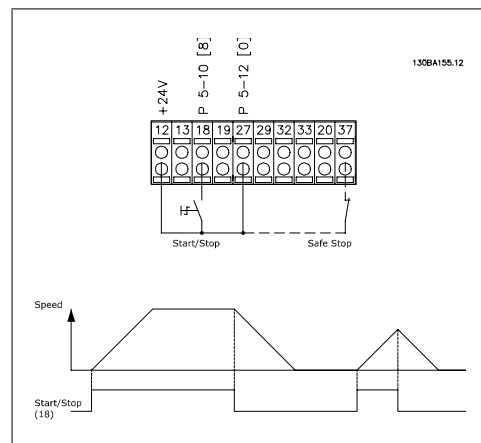 130BA155.12
+24V
P 5-10 [8]
P 5-12 [0]
12 13 18 19 27 29 32 33 20 37
Start/Stop
Safe Stop
Speed
Start/Stop
(18)